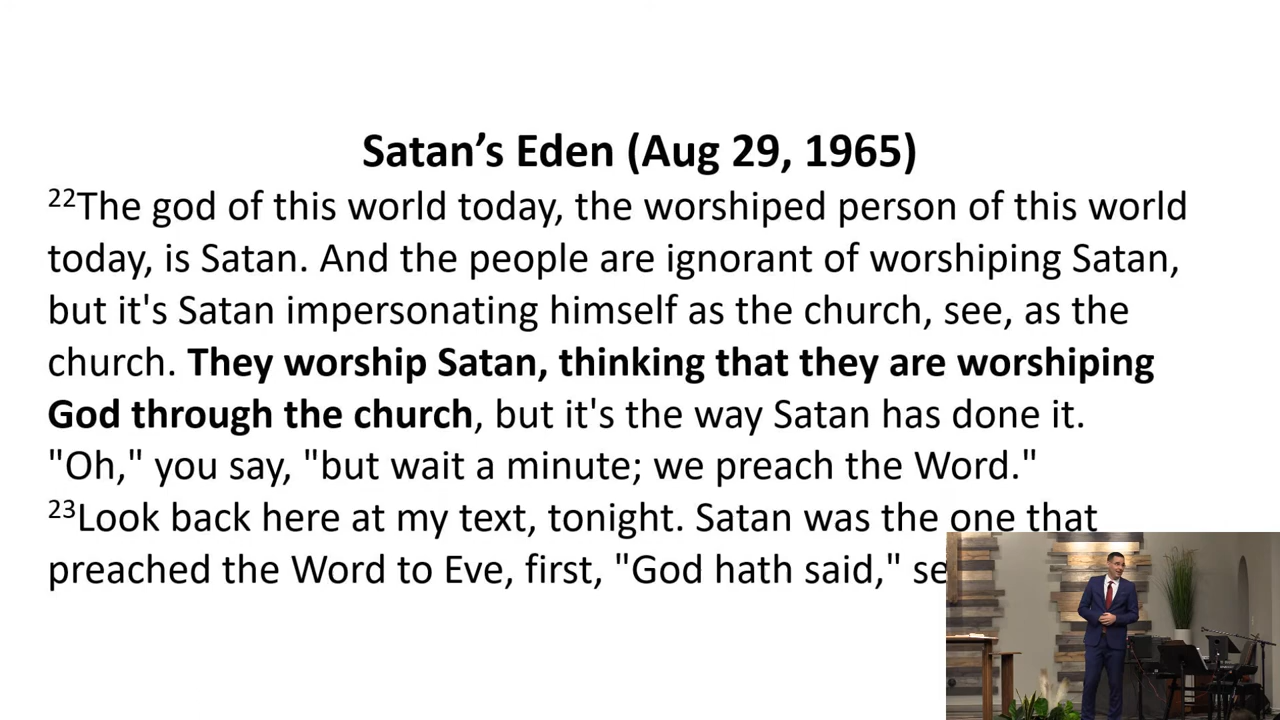 Satan’s Eden (Aug 29, 1965)
22The god of this world today, the worshiped person of this world
today, is Satan. And the people are ignorant of worshiping Satan,
but it's Satan impersonating himself as the church, see, as the
church. They worship Satan, thinking that they are worshiping
God through the church, but it's the way Satan has done it.
"Oh," you say, "but wait a minute; we preach the Word."
23Look back here at my text, tonight. Satan was the one that
preached the Word to Eve, first, "God hath said,"